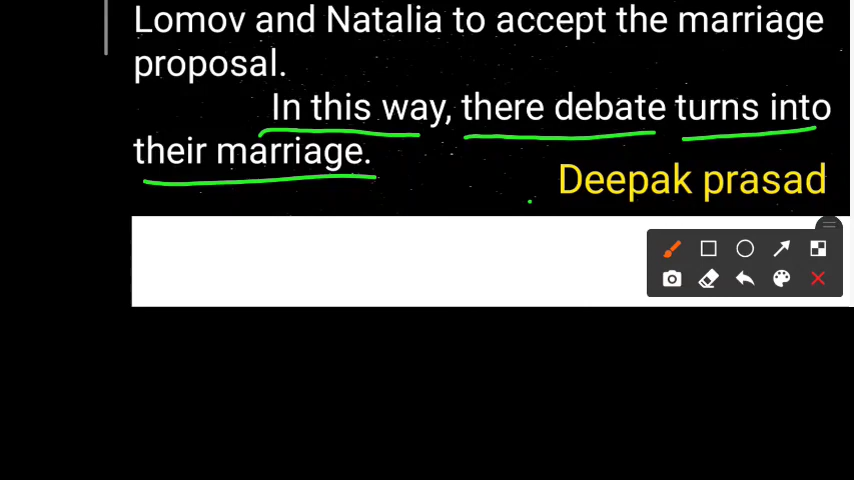 Lomov and Natalia to accept the marriage
proposal.
In this way, there debate turns into
their marriage.
Deepak prasad